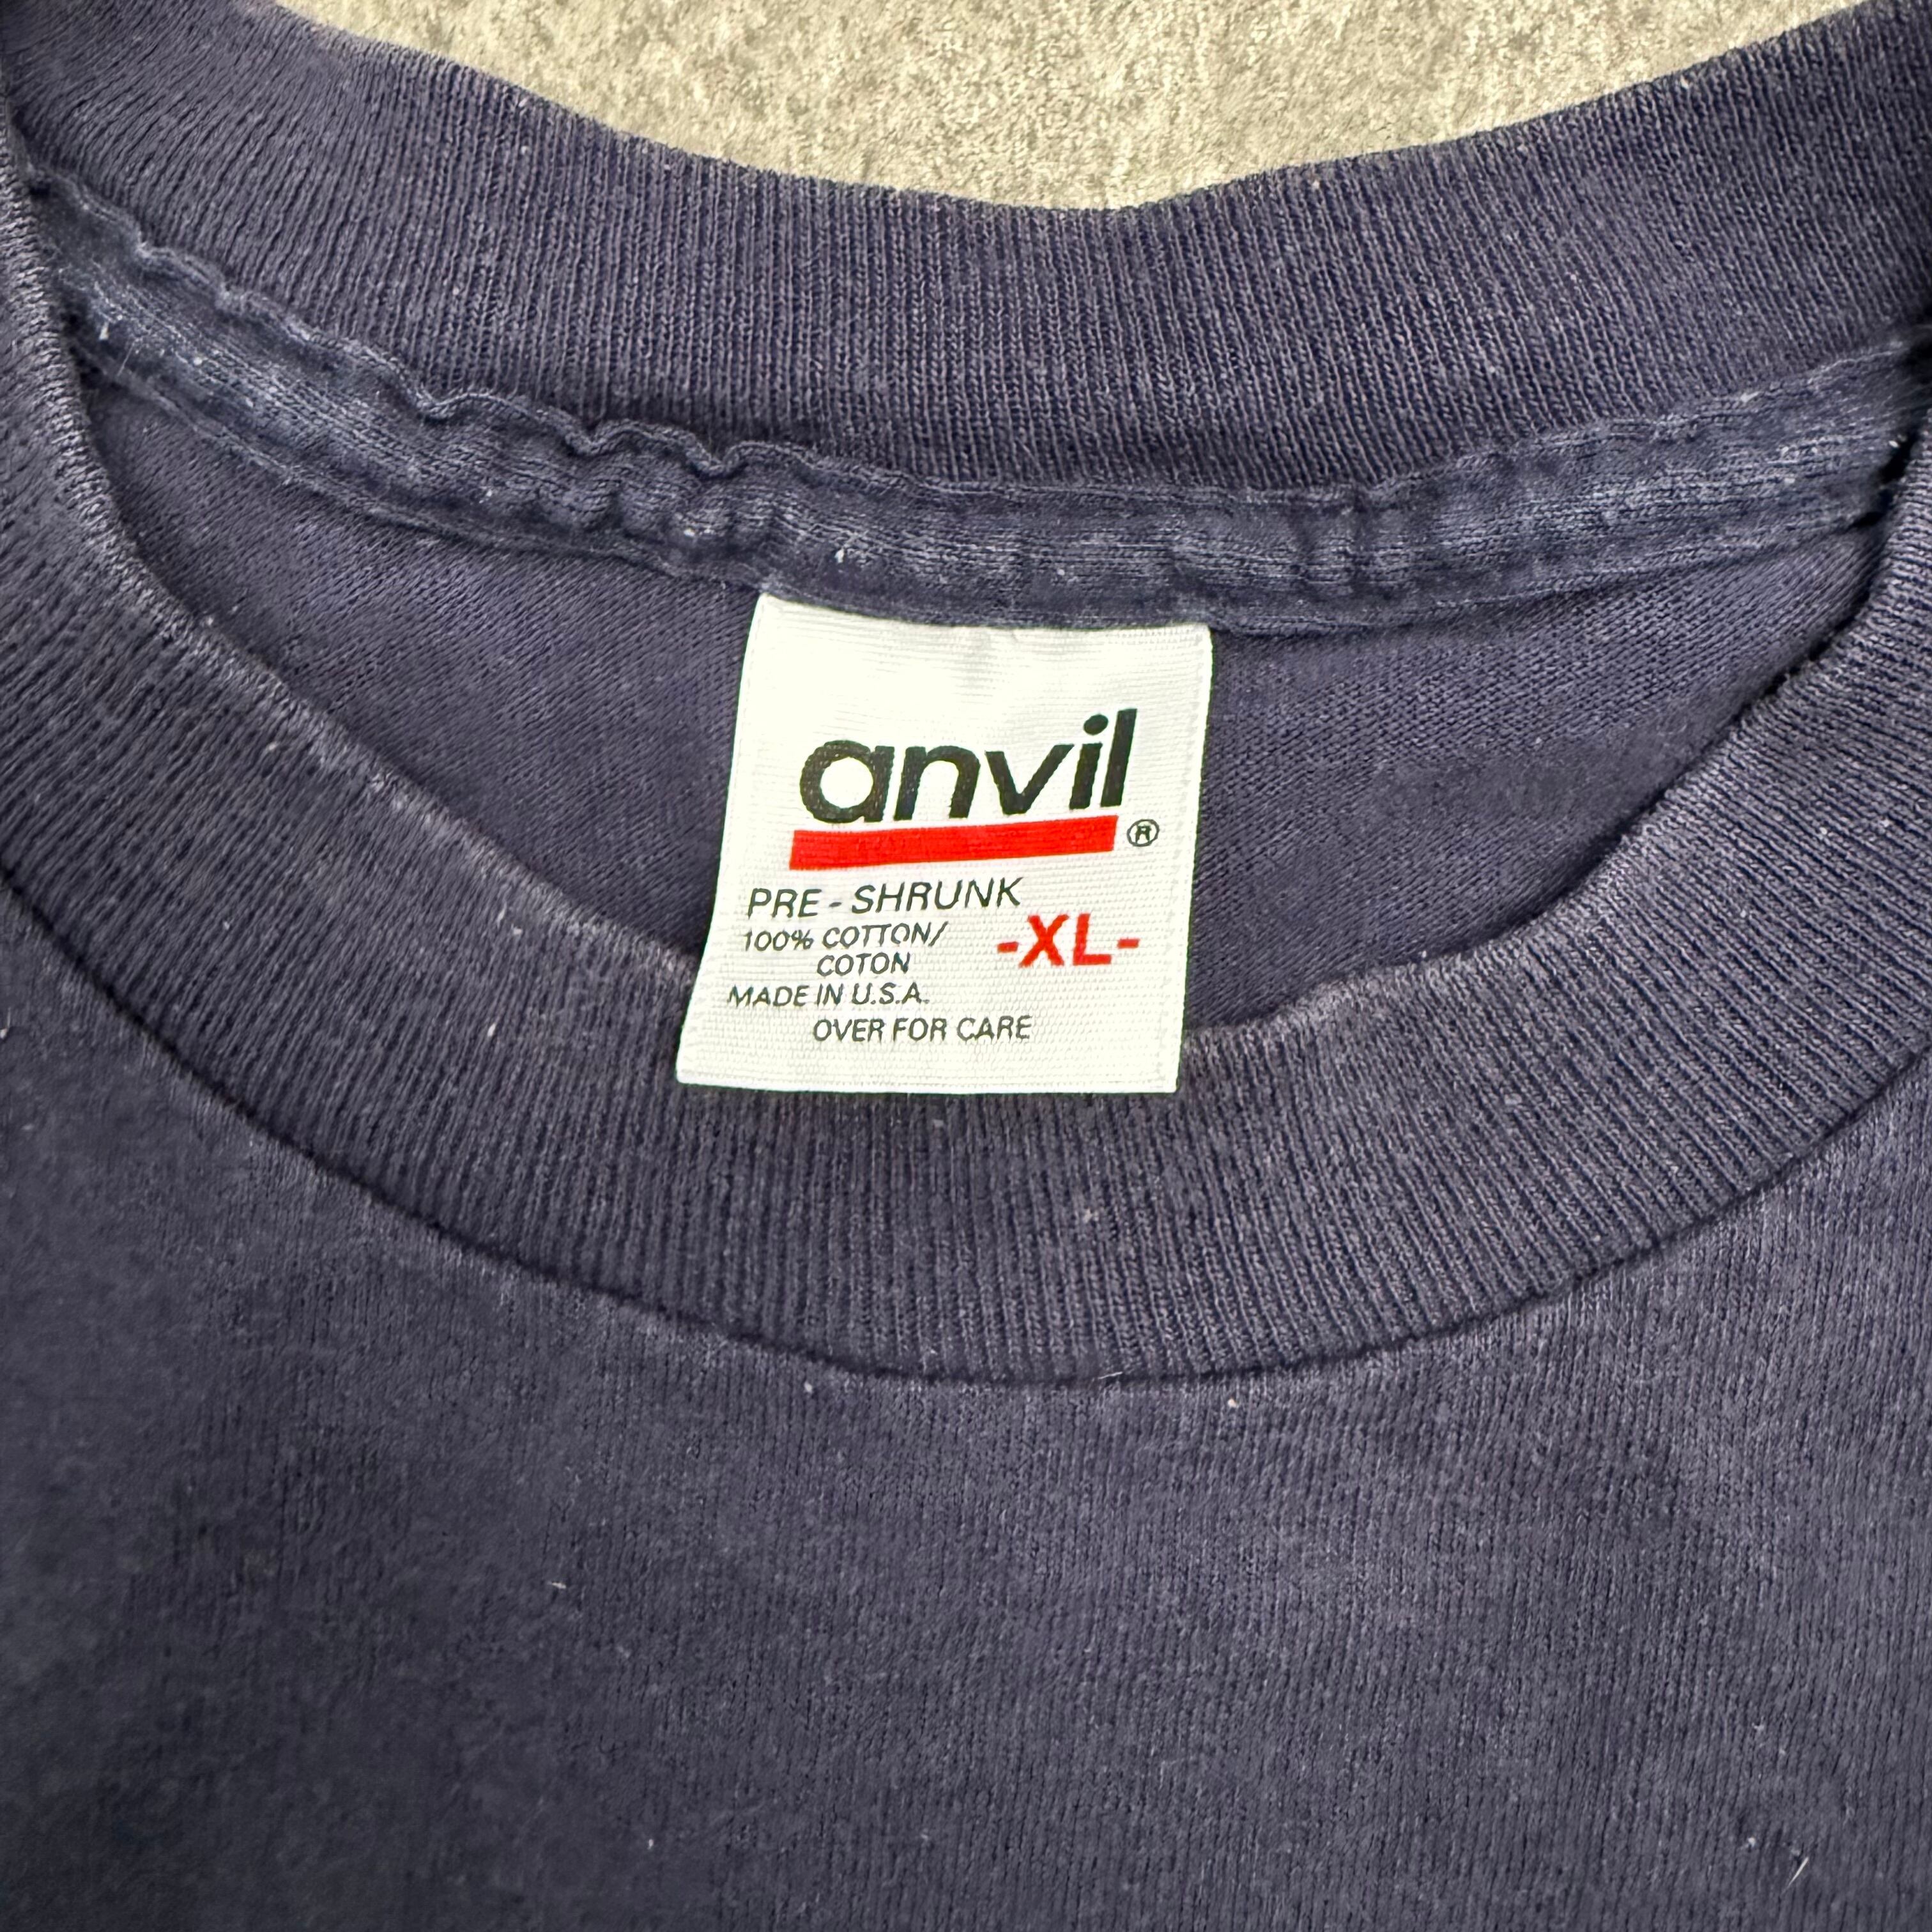 anvil
®
PRE - SHRUNK
100% COTTON/ -XL-
COTON
MADE IN U.S.A.
OVER FOR CARE